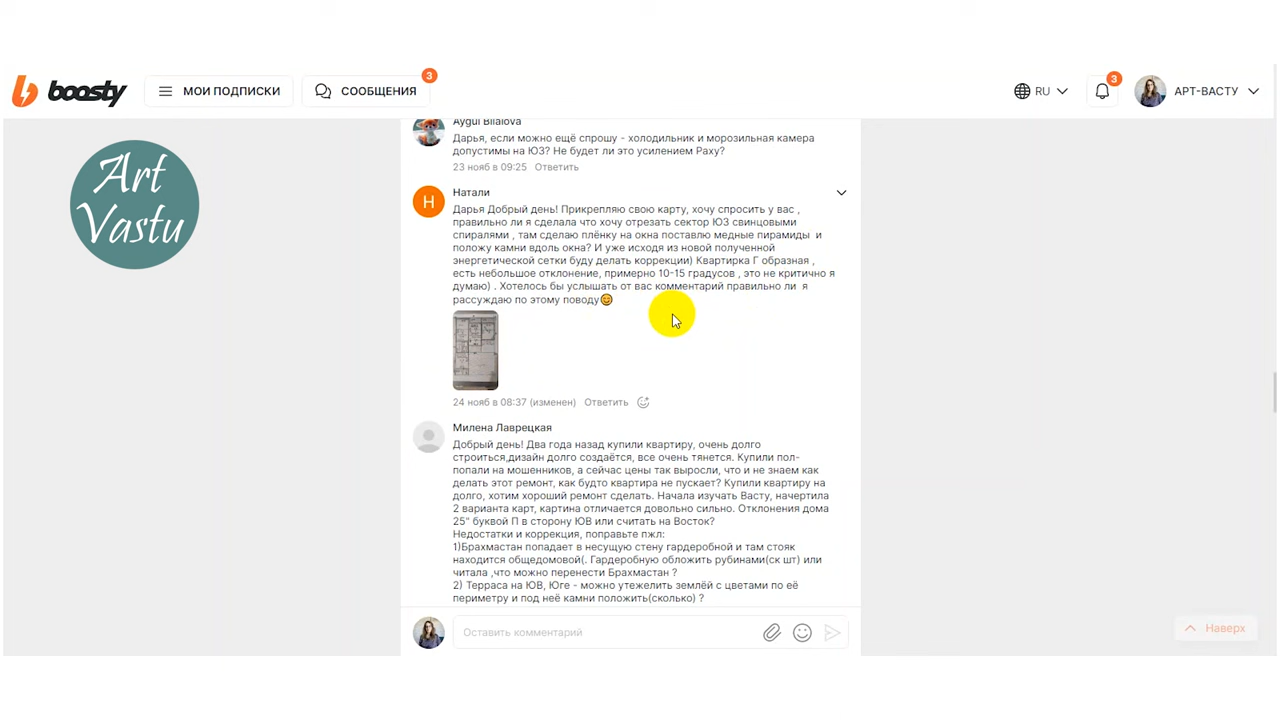 boosty
МОИ ПОДПИСКИ
СООБЩЕНИЯ
3
RU
3
АРТ-ВАСТУ
Art
Vastu
Aygul Bilalova
Дарья, если можно ещё спрошу - холодильник и морозильная камера
допустимы на ЮЗ? Не будет ли это усилением Раху?
23 нояб в 09:25 Ответить
Н
Натали
Дарья Добрый день! Прикрепляю свою карту, хочу спросить у вас ,
правильно ли я сделала что хочу отрезать сектор ЮЗ свинцовыми
спиралями , там сделаю плёнку на окна поставлю медные пирамиды и
положу камни вдоль окна? И уже исходя из новой полученной
энергетической сетки буду делать коррекции) Квартирка Г образная ,
есть небольшое отклонение, примерно 10-15 градусов , это не критично я
думаю) . Хотелось бы услышать от вас комментарий правильно ли я
рассуждаю по этому поводу😊
24 нояб в 08:37 (изменен) Ответить
Милена Лаврецкая
Добрый день! Два года назад купили квартиру, очень долго
строиться,дизайн долго создаётся, все очень тянется. Купили пол-
попали на мошенников, а сейчас цены так выросли, что и не знаем как
делать этот ремонт, как будто квартира не пускает? Купили квартиру на
долго, хотим хороший ремонт сделать. Начала изучать Васту, начертила
2 варианта карт, картина отличается довольно сильно. Отклонения дома
25" буквой П в сторону ЮВ или считать на Восток?
Недостатки и коррекция, поправьте пжл:
1)Брахмастан попадает в несущую стену гардеробной и там стояк
находится общедомовой(. Гардеробную обложить рубинами(ск шт) или
читала ,что можно перенести Брахмастан ?
2) Терраса на ЮВ, Юге - можно утяжелить землёй с цветами по её
периметру и под неё камни положить(сколько) ?
Оставить комментарий
Наверх